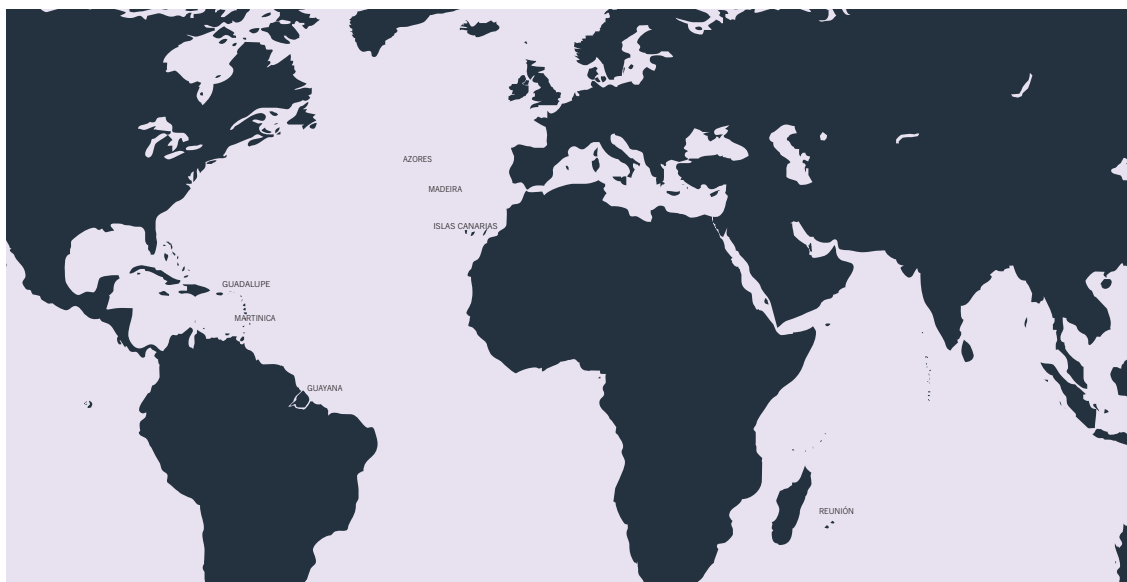 AZORES
MADEIRA
ISLAS CANARIAS
GUADALUPE
MARTINICA
GUAYANA
REUNIÓN